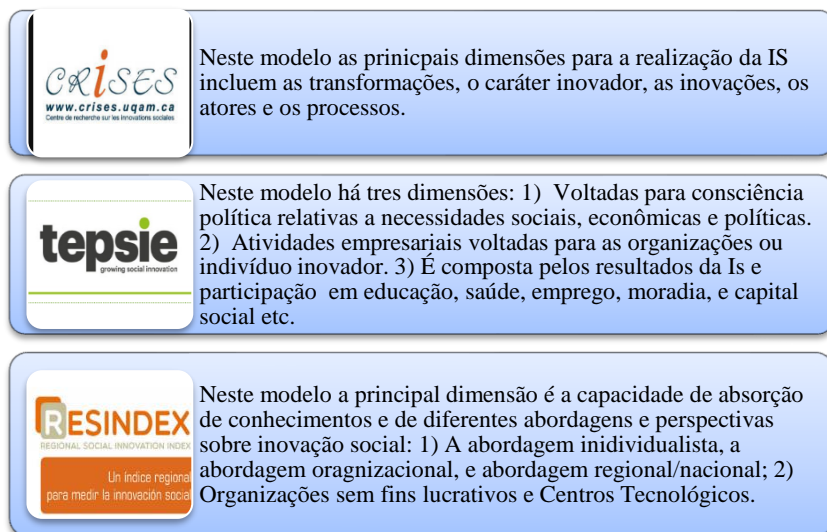 CRiSES
www.crises.uqam.ca
Centre de recherche sur les innovations sociales
Neste modelo as prinicpais dimensões para a realização da IS
incluem as transformações, o caráter inovador, as inovações, os
atores e os processos.
tepsie
growing social innovation
Neste modelo há tres dimensões: 1) Voltadas para consciência
política relativas a necessidades sociais, econômicas e políticas.
2) Atividades empresariais voltadas para as organizações ou
indivíduo inovador. 3) É composta pelos resultados da Is e
participação em educação, saúde, emprego, moradia, e capital
social etc.
RESINDEX
REGIONAL SOCIAL INNOVATION INDEX
Un índice regional
para medir la innovación social
Neste modelo a principal dimensão é a capacidade de absorção
de conhecimentos e de diferentes abordagens e perspectivas
sobre inovação social: 1) A abordagem inidividualista, a
abordagem oragnizacional, e abordagem regional/nacional; 2)
Organizações sem fins lucrativos e Centros Tecnológicos.